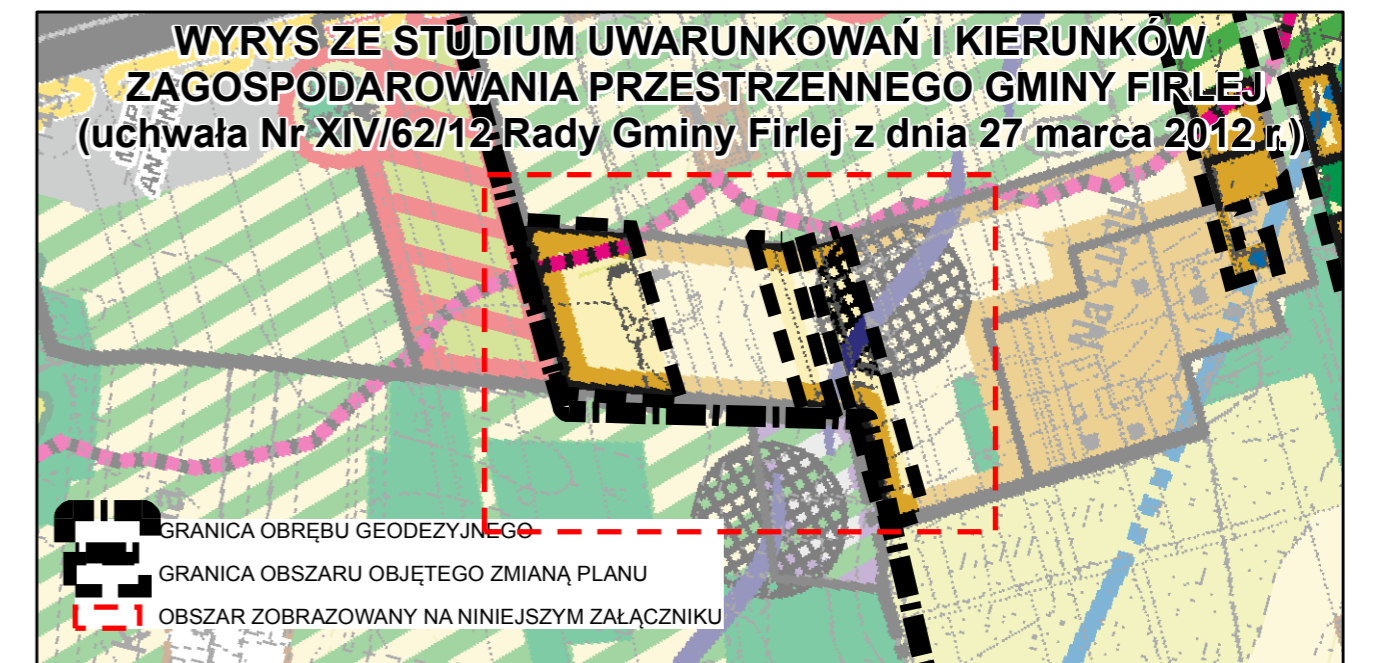 WYRYS ZE STUDIUM UWARUNKOWAŃ I KIERUNKÓW
ZAGOSPODAROWANIA PRZESTRZENNEGO GMINY FIRLEJ
(uchwała Nr XIV/62/12 Rady Gminy Firlej z dnia 27 marca 2012 r.)
GRANICA OBRĘBU GEODEZYJNEGO
GRANICA OBSZARU OBJĘTEGO ZMIANĄ PLANU
OBSZAR ZOBRAZOWANY NA NINIEJSZYM ZAŁĄCZNIKU